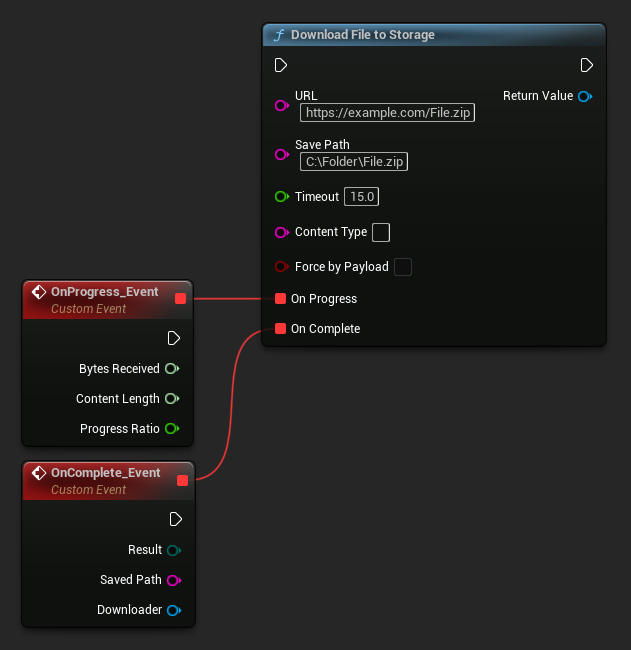 Download File to Storage
URL
https://example.com/File.zip
Return Value
Save Path
C:\Folder\File.zip
Timeout 15.0
Content Type
Force by Payload
On Progress
On Complete
OnProgress_Event
Custom Event
Bytes Received
Content Length
Progress Ratio
OnComplete_Event
Custom Event
Result
Saved Path
Downloader